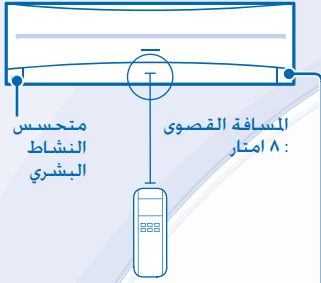 المسافة القصوى
: ٨ امتار
متحسس
النشاط
البشري